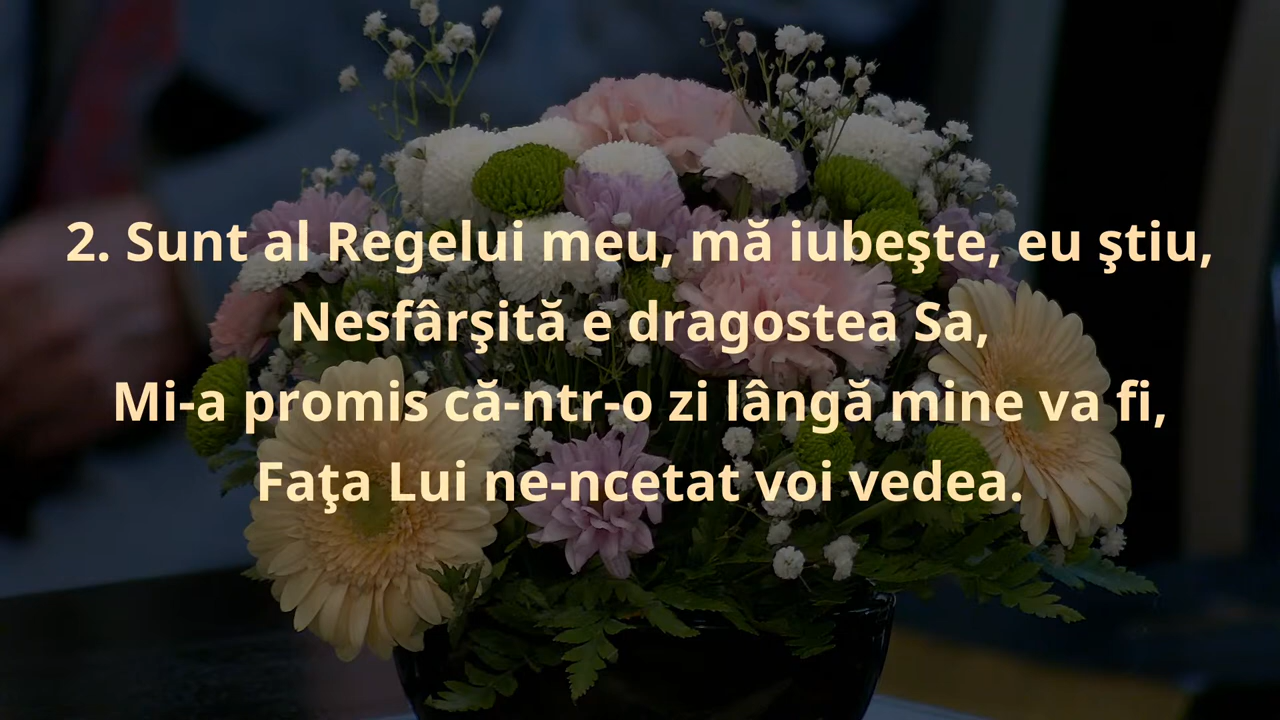 2. Sunt al Regelui meu, mă iubeşte, eu ştiu,
Nesfârşită e dragostea Sa,
Mi-a promis că-ntr-o zi lângă mine va fi,
Faţa Lui ne-ncetat voi vedea.